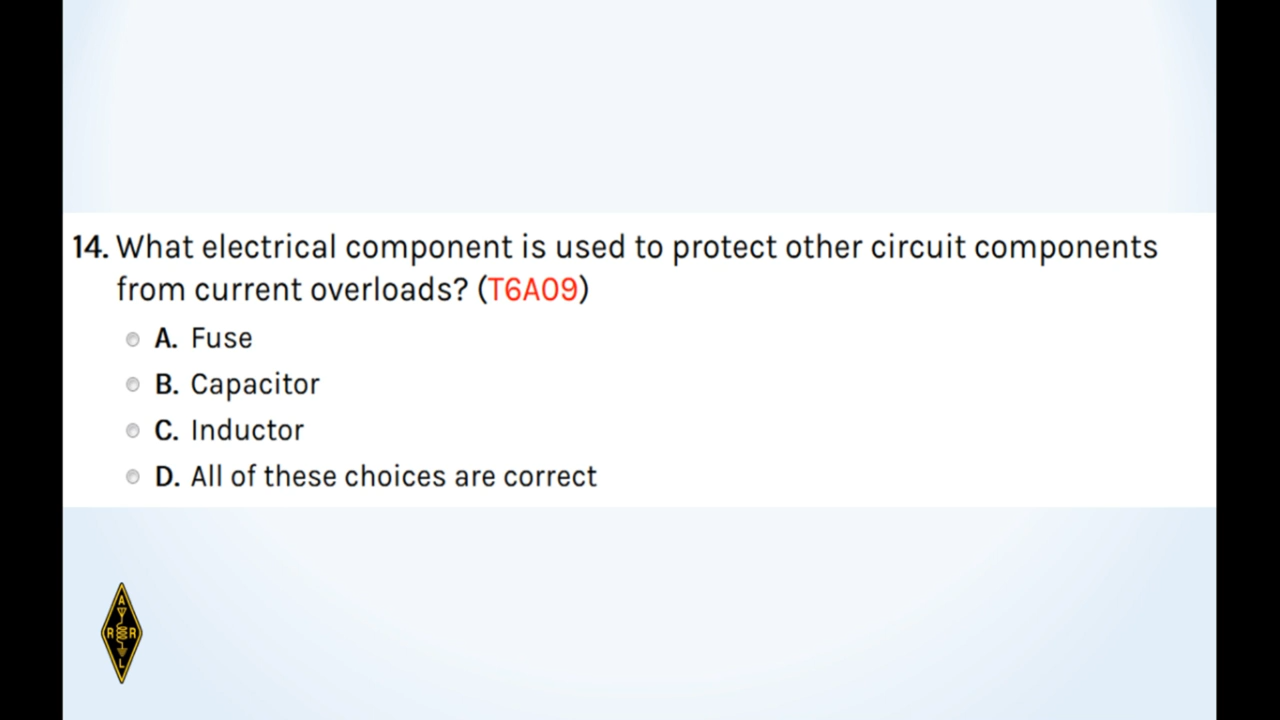 14. What electrical component is used to protect other circuit components
from current overloads? (T6A09)
A. Fuse
B. Capacitor
C. Inductor
D. All of these choices are correct
A
R R
L